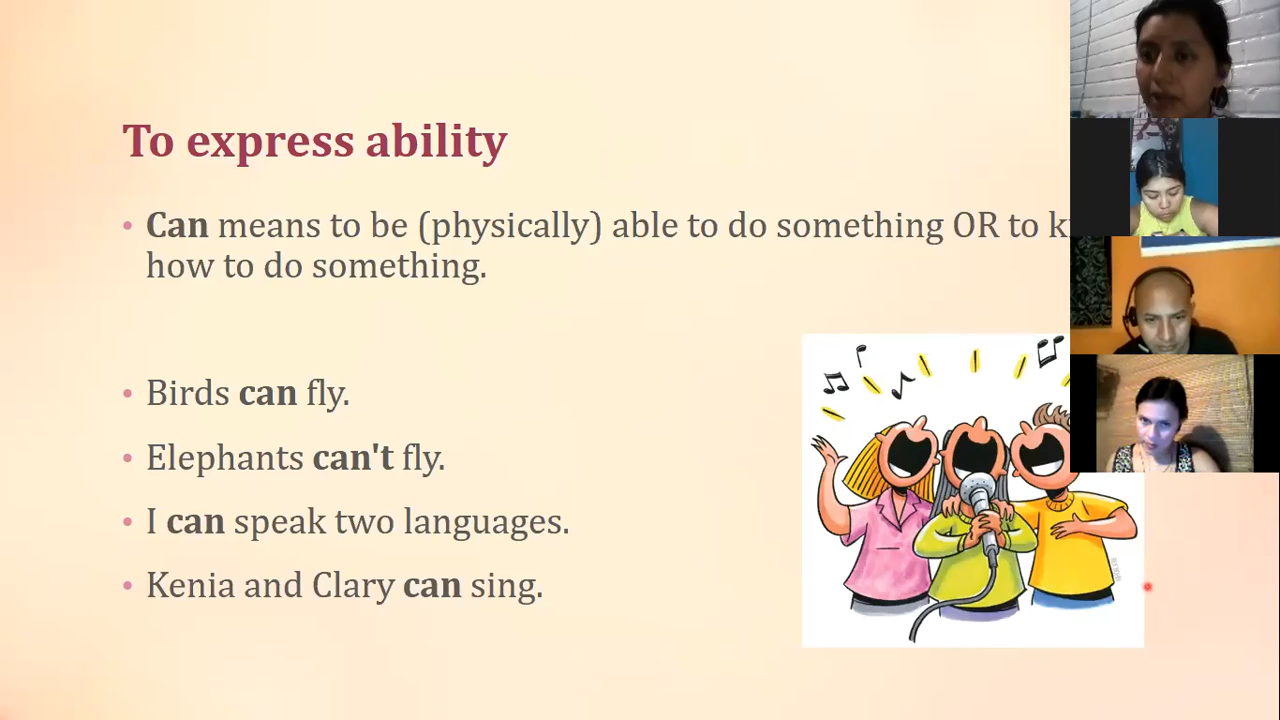 To express ability
• Can means to be (physically) able to do something OR to
how to do something.
• Birds can fly.
• Elephants can't fly.
• I can speak two languages.
• Kenia and Clary can sing.